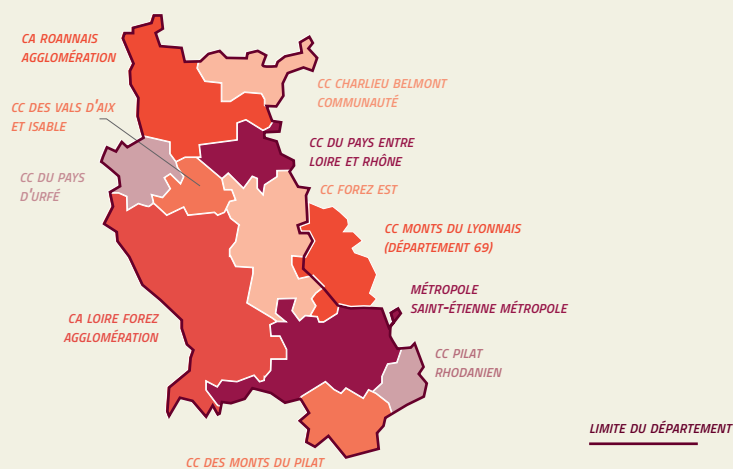 CA ROANNAIS
AGGLOMÉRATION
CC CHARLIEU BELMONT
COMMUNAUTÉ
CC DES VALS D'AIX
ET ISABLE
CC DU PAYS ENTRE
LOIRE ET RHÔNE
CC DU PAYS
D'URFÉ
CC FOREZ EST
CC MONTS DU LYONNAIS
(DÉPARTEMENT 69)
MÉTROPOLE
SAINT-ÉTIENNE MÉTROPOLE
CA LOIRE FOREZ
AGGLOMÉRATION
CC PILAT
RHODANIEN
LIMITE DU DÉPARTEMENT
CC DES MONTS DU PILAT